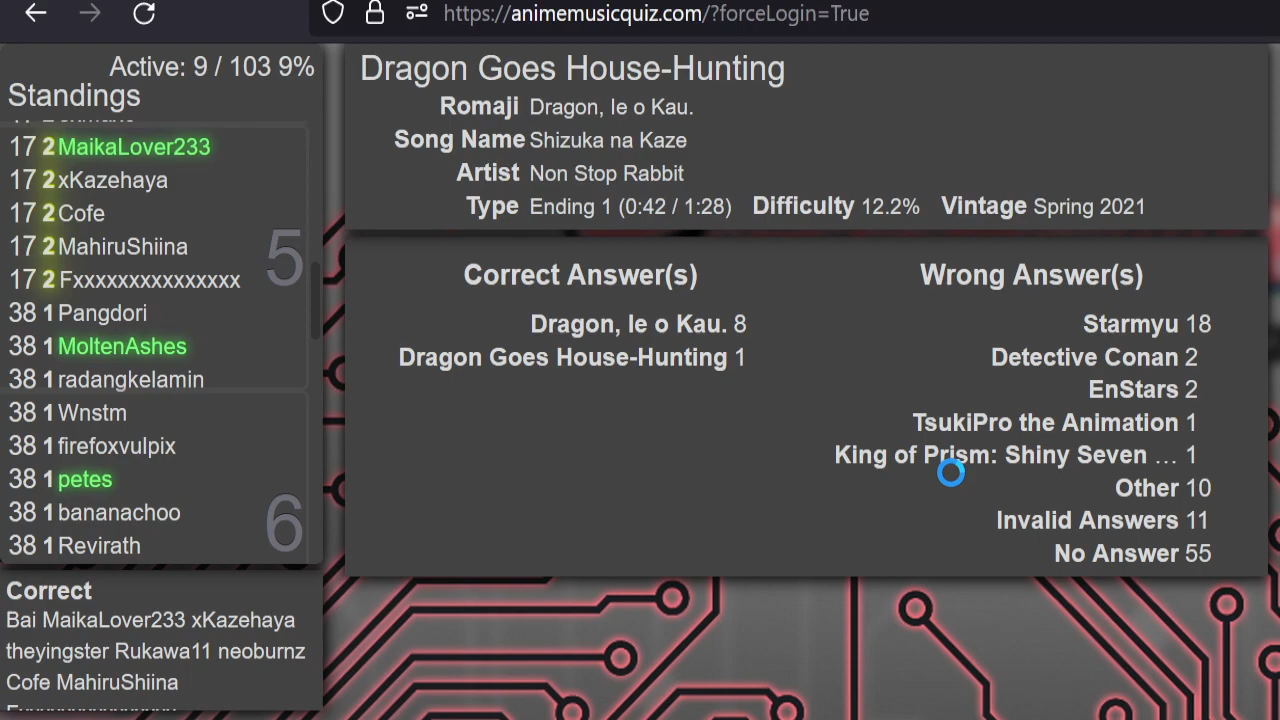 https://animemusicquiz.com/?forceLogin=True
Active: 9 / 103 9%
Standings
17 2 MaikaLover233
17 2 xKazehaya
17 2 Cofe
17 2 MahiruShiina
17 2 Fxxxxxxxxxxxxxxx
5
38 1 Pangdori
38 1 MoltenAshes
38 1 radangkelamin
38 1 Wnstm
38 1 firefoxvulpix
38 1 petes
38 1 bananachoo
38 1 Revirath
6
Correct
Bai MaikaLover233 xKazehaya
theyingster Rukawa11 neoburnz
Cofe MahiruShiina
Dragon Goes House-Hunting
Romaji Dragon, Ie o Kau.
Song Name Shizuka na Kaze
Artist Non Stop Rabbit
Type Ending 1 (0:42 / 1:28) Difficulty 12.2% Vintage Spring 2021
Correct Answer(s)
Dragon, Ie o Kau. 8
Dragon Goes House-Hunting 1
Wrong Answer(s)
Starmyu 18
Detective Conan 2
EnStars 2
TsukiPro the Animation 1
King of Prism: Shiny Seven ... 1
Other 10
Invalid Answers 11
No Answer 55